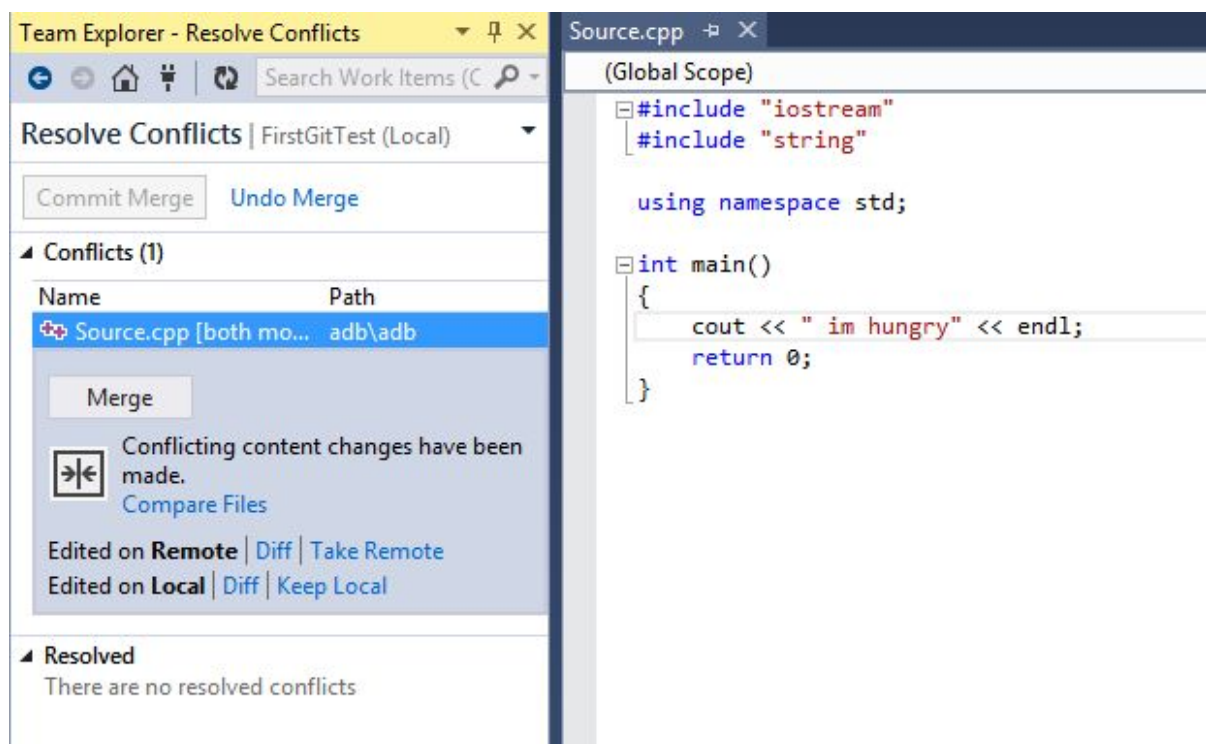 Team Explorer - Resolve Conflicts
Search Work Items (C
Resolve Conflicts | FirstGitTest (Local)
Commit Merge Undo Merge
Conflicts (1)
Name Path
Source.cpp [both mo... adb\adb
Merge
Conflicting content changes have been
made.
Compare Files
Edited on Remote | Diff | Take Remote
Edited on Local | Diff | Keep Local
Resolved
There are no resolved conflicts
Source.cpp
(Global Scope)
#include "iostream"
#include "string"
using namespace std;
int main()
{
cout << " im hungry" << endl;
return 0;
}